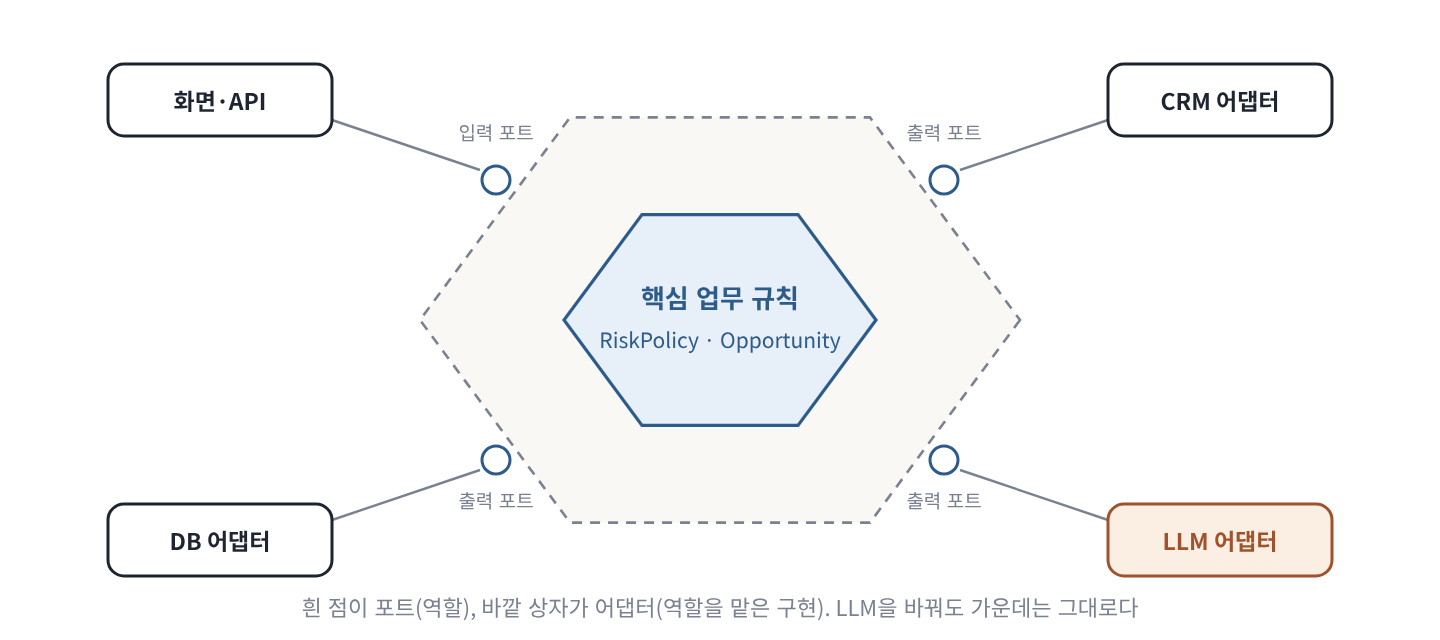 화면·API
CRM 어댑터
입력 포트
출력 포트
핵심 업무 규칙
RiskPolicy · Opportunity
출력 포트
출력 포트
DB 어댑터
LLM 어댑터
흰 점이 포트(역할), 바깥 상자가 어댑터(역할을 맡은 구현). LLM을 바꿔도 가운데는 그대로다